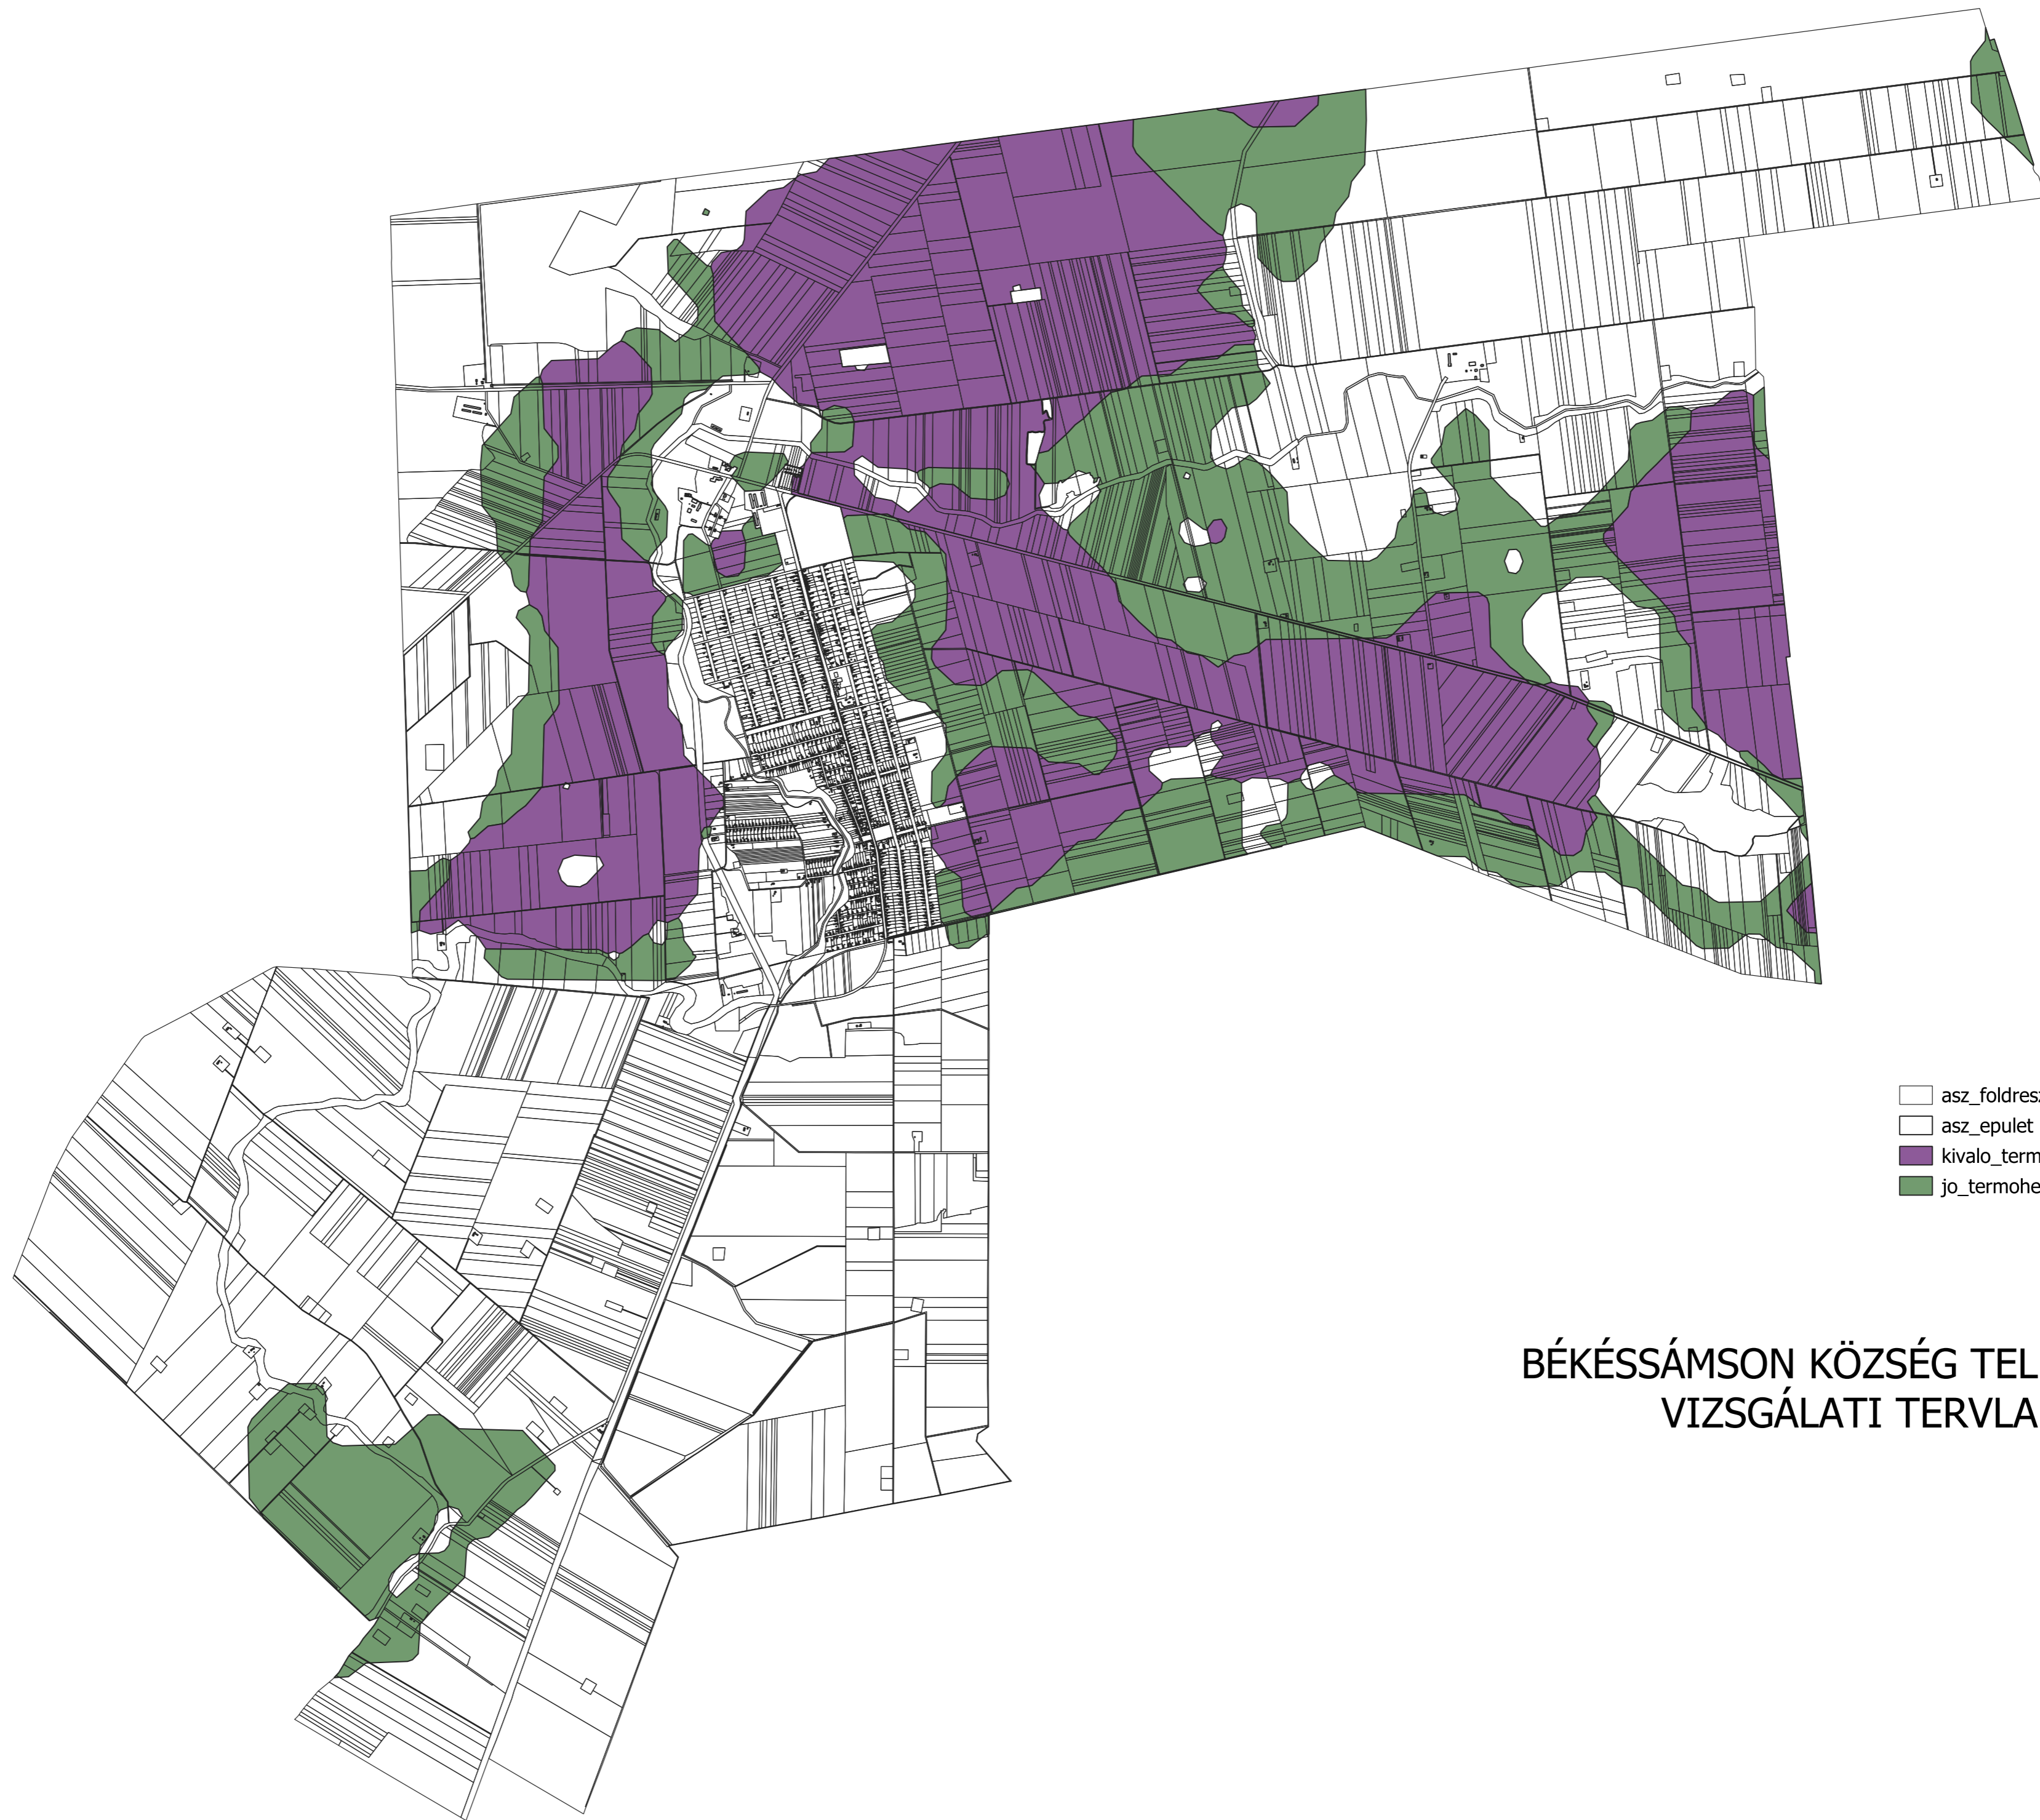 asz_foldresz
asz_epulet
kivalo_term
jo_termohe
BÉKÉSSÁMSON KÖZSÉG TEL
VIZSGÁLATI TERVLA